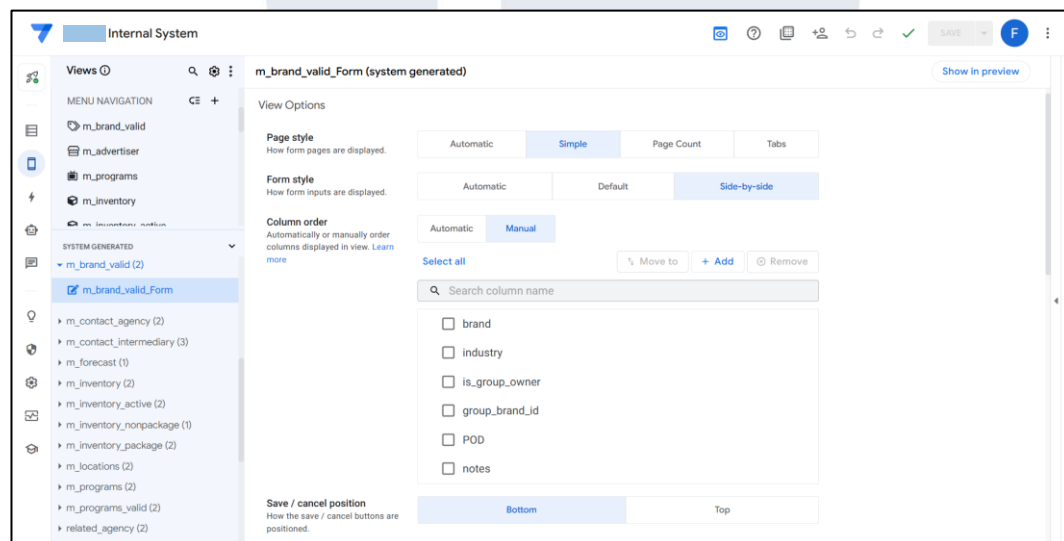 Internal System
SAVE
F
Views
m_brand_valid_Form (system generated)
Show in preview
MENU NAVIGATION
m_brand_valid
m_advertiser
m_programs
m_inventory
m_inventory_active
SYSTEM GENERATED
m_brand_valid (2)
m_brand_valid_Form
m_contact_agency (2)
m_contact_intermediary (3)
m_forecast (1)
m_inventory (2)
m_inventory_active (2)
m_inventory_nonpackage (1)
m_inventory_package (2)
m_locations (2)
m_programs (2)
m_programs_valid (2)
related_agency (2)
View Options
Page style
How form pages are displayed.
Automatic
Simple
Page Count
Tabs
Form style
How form inputs are displayed.
Automatic
Default
Side-by-side
Column order
Automatically or manually order
columns displayed in view. Learn
more
Automatic
Manual
Select all
Move to
+ Add
Remove
Search column name
brand
industry
is_group_owner
group_brand_id
POD
notes
Save / cancel position
How the save / cancel buttons are
positioned.
Bottom
Top